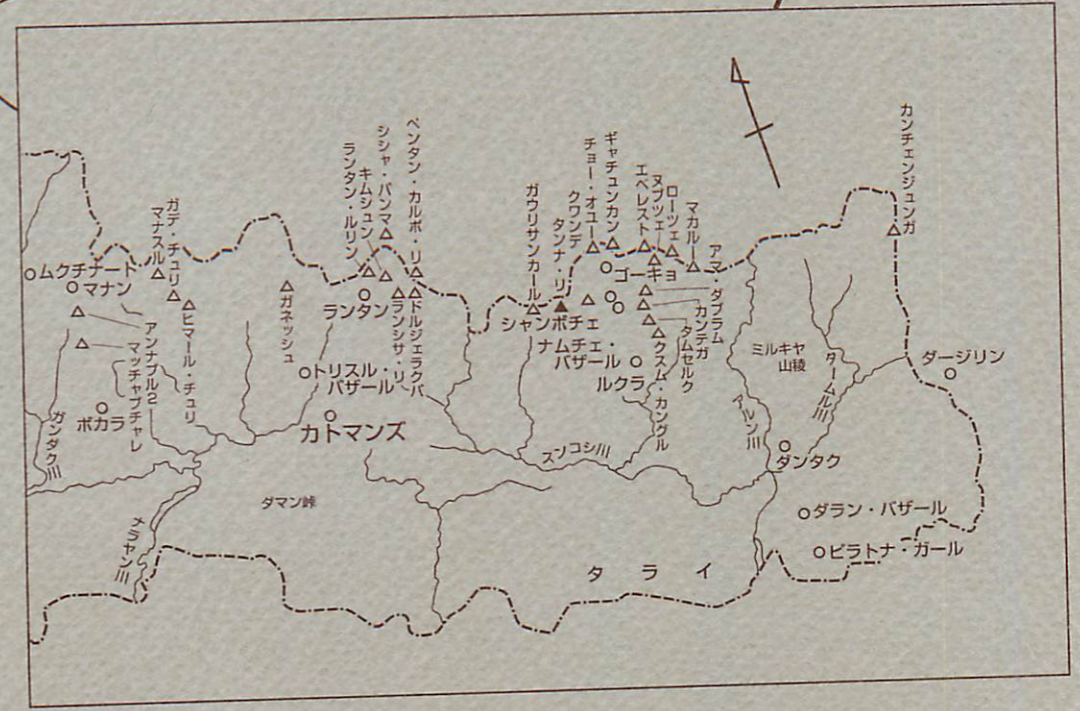 カンチェンジュンガ
ペンタン・カルポ・リ
シシャ・パンマ
キムシュン
ランタン・ルリン
ギャチュンカン
チョー・オユー
クワンデ
タンナ・リ
ガウリサンカール
エベレスト
ヌプツェ
ローツェ
マカルー
アマ・ダブラム
カンテガ
タムセルク
クスム・カングル
ガデ・チュリ
マナスル
ムクチナート
マナン
ヒマール・チュリ
ガネッシュ
ランタン
ドルジェラクパ
ランシサ・リ
ゴーキョ
シャンボチェ
ナムチェ・
バザール
ルクラ
ミルキヤ
山稜
タームル川
ダージリン
アンナプルナ2
マッチャプチャレ
ポカラ
ガンダク川
トリスル・
バザール
カトマンズ
スンコシ川
アルン川
ダンタク
ダマン峠
メラヤン川
ダラン・バザール
ビラトナ・ガール
タライ